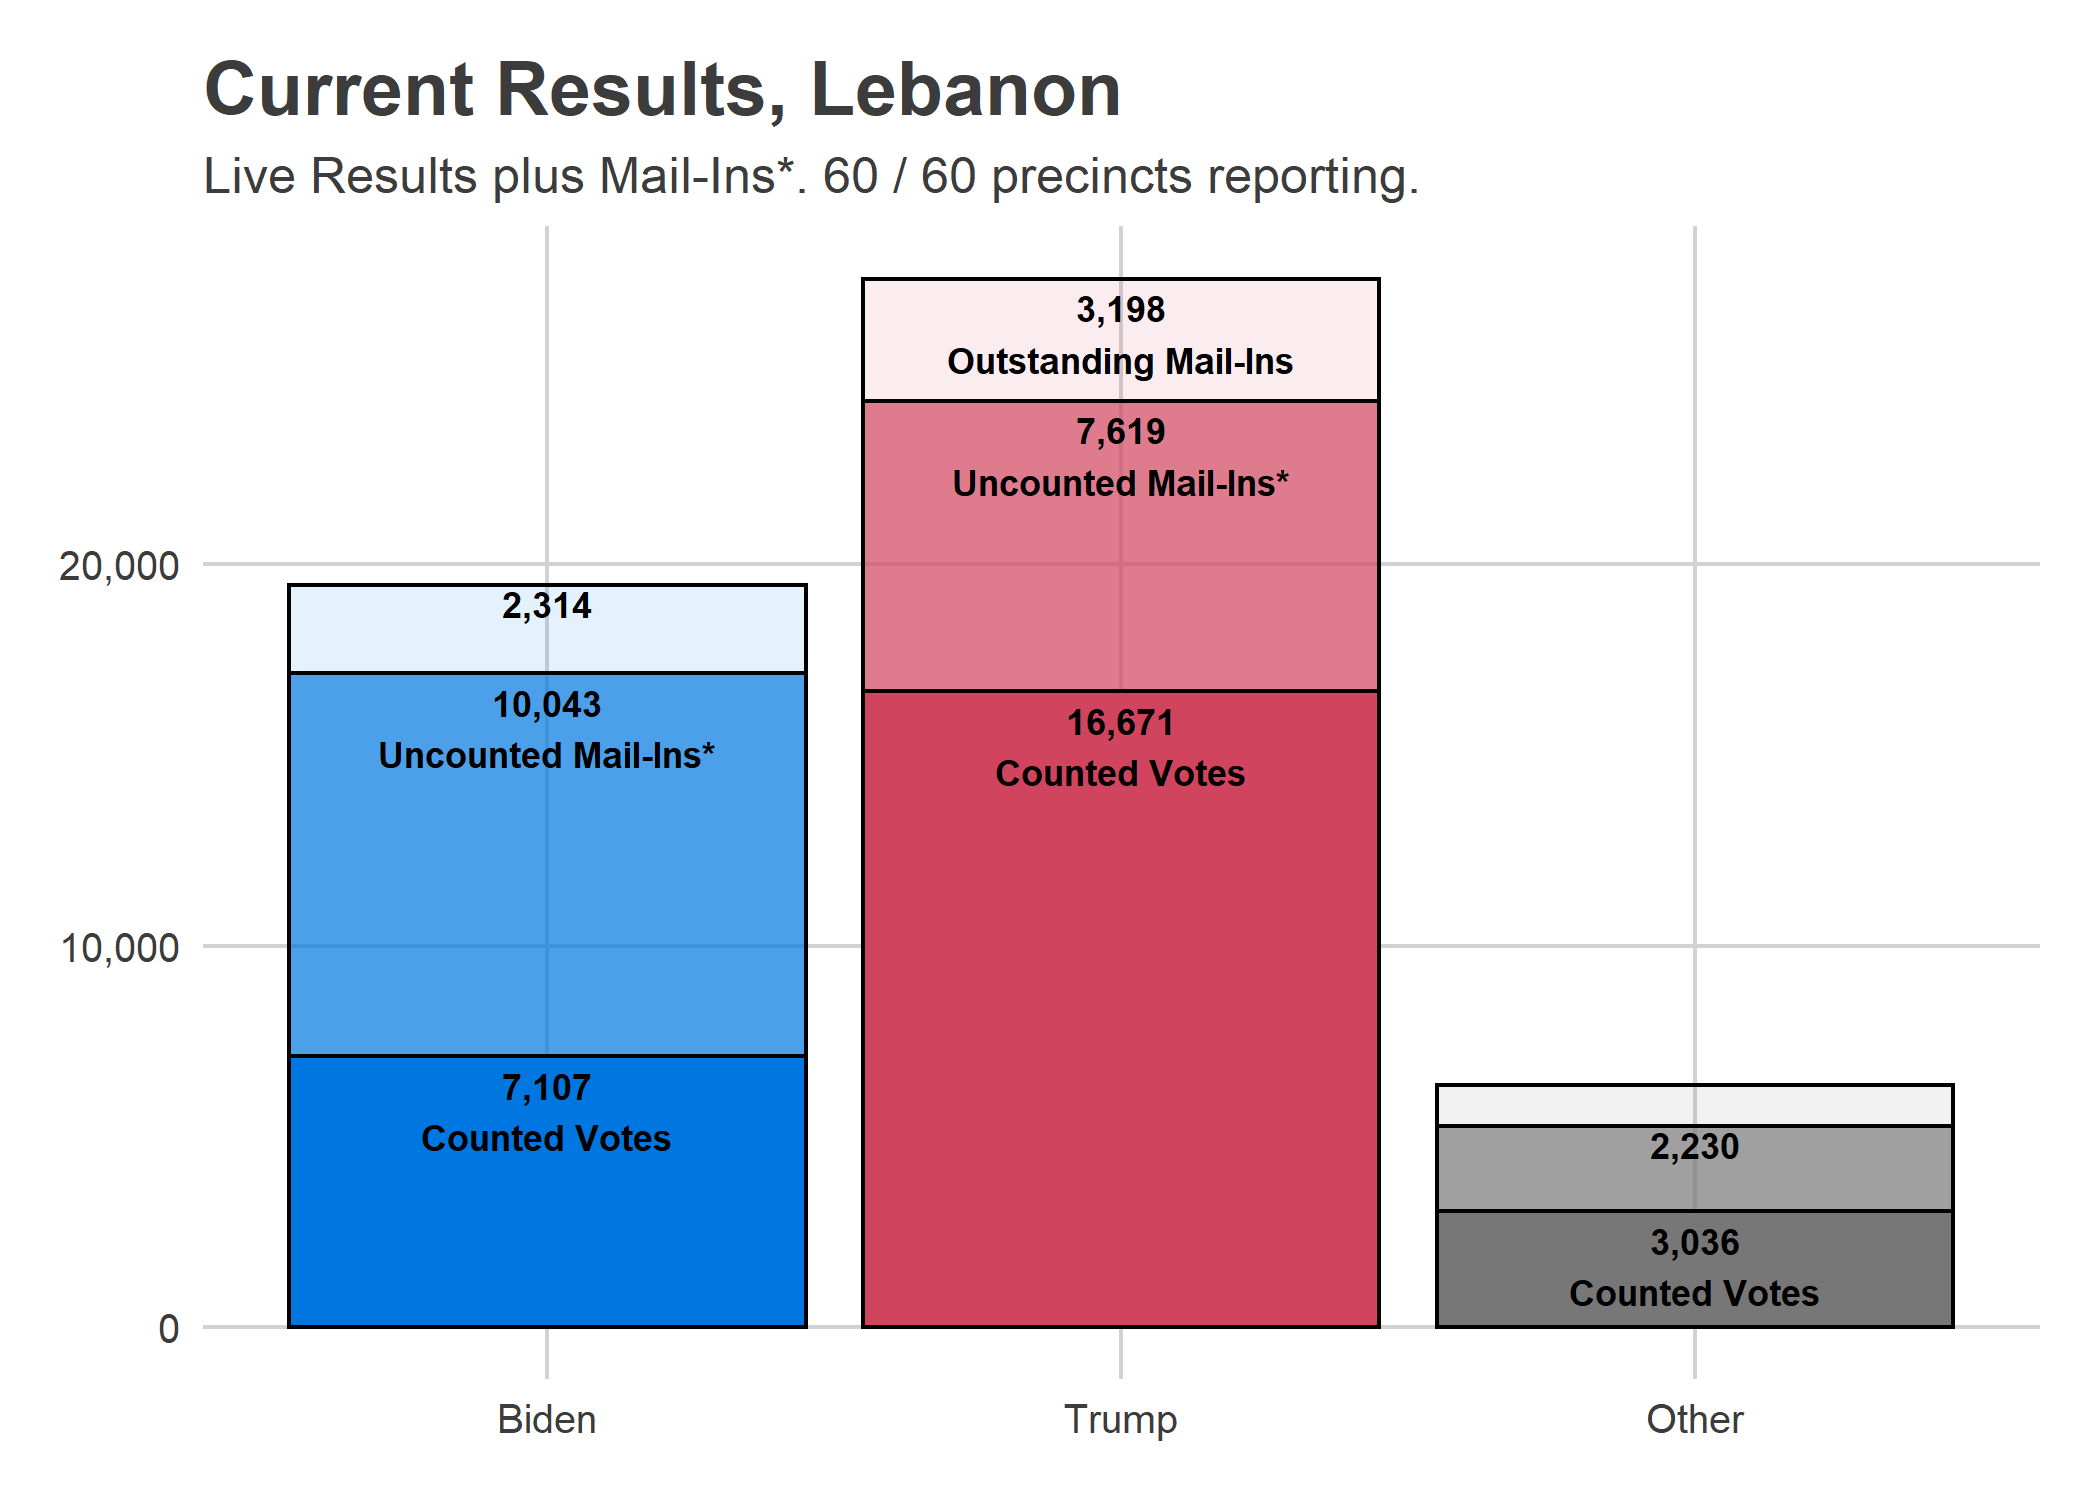 Current Results, Lebanon
Live Results plus Mail-Ins*. 60 / 60 precincts reporting.
3,198
Outstanding Mail-Ins
7,619
Uncounted Mail-Ins*
20,000
2,314
10,043
Uncounted Mail-Ins*
16,671
Counted Votes
10,000
7,107
Counted Votes
2,230
3,036
Counted Votes
0
Biden
Trump
Other